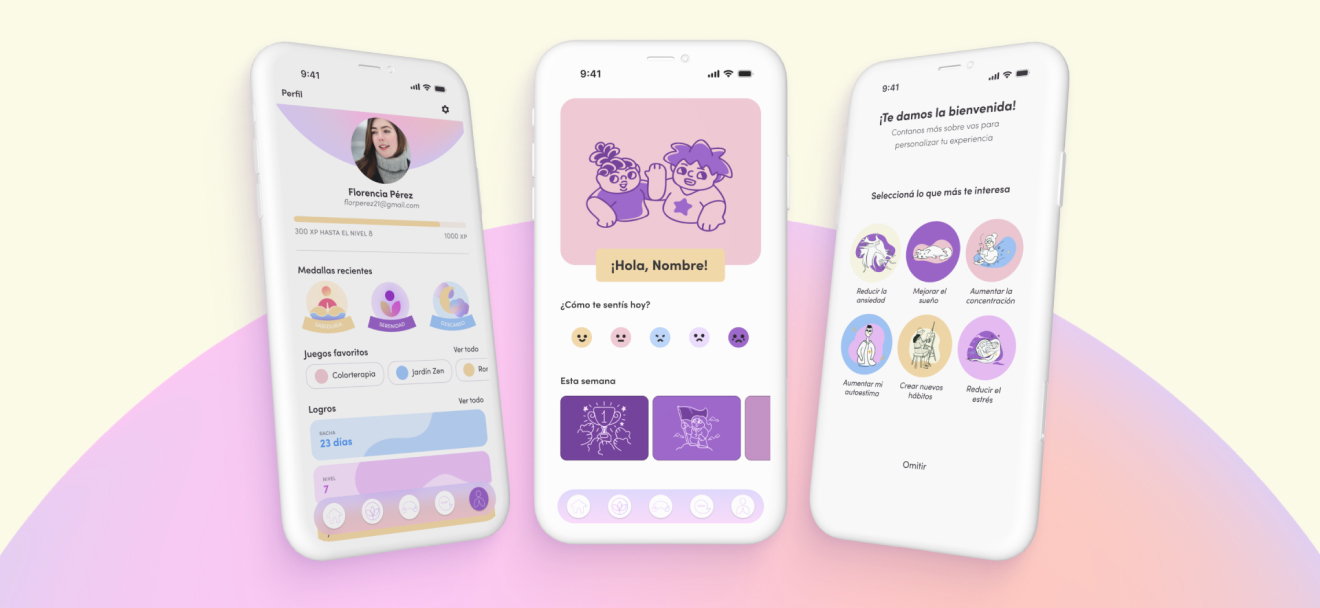 9:41
Perfil
Florencia Pérez
florperez21@gmail.com
300 XP HASTA EL NIVEL 8
1000 XP
Medallas recientes
SERENIDAD
Juegos favoritos
Ver todo
Colorterapia
Jardín Zen
Logros
Ver todo
RACHA
23 días
NIVEL
7
9:41
¡Hola, Nombre!
¿Cómo te sentís hoy?
Esta semana
1
9:41
¡Te damos la bienvenida!
Contanos más sobre vos para
personalizar tu experiencia
Seleccioná lo que más te interesa
Reducir la
ansiedad
Mejorar el
sueño
Aumentar la
concentración
Aumentar mi
autoestima
Crear nuevos
hábitos
Reducir el
estrés
Omitir